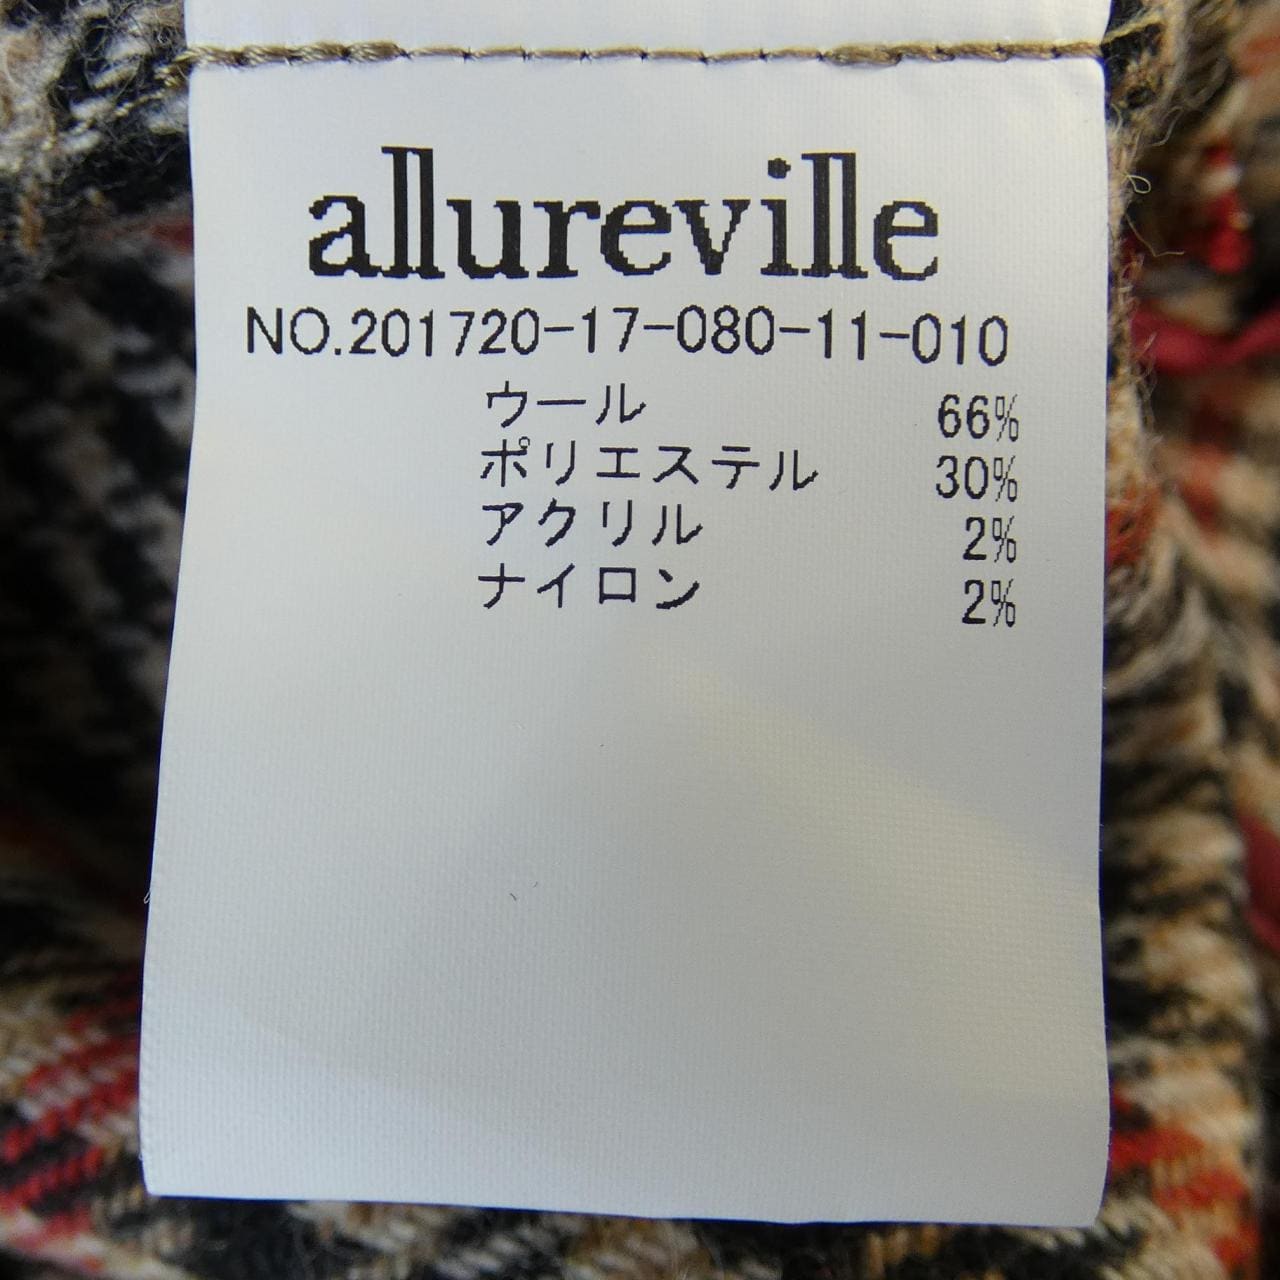 allureville
NO.201720-17-080-11-010
ウール 66%
ポリエステル 30%
アクリル 2%
ナイロン 2%